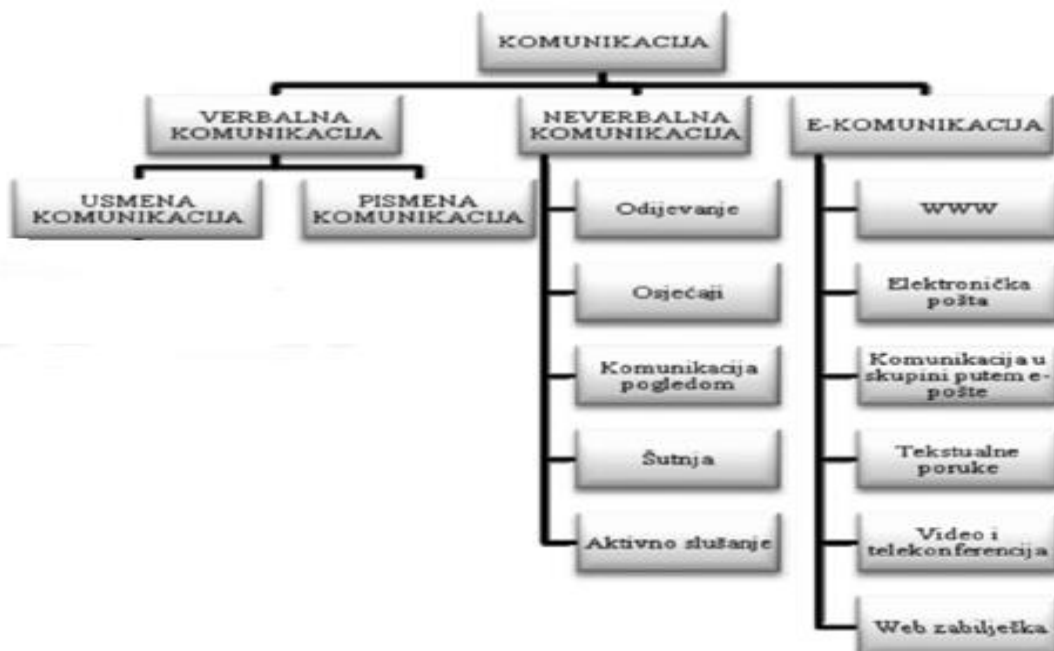 KOMUNIKACIJA
VERBALNA
KOMUNIKACIJA
NEVERBALNA
KOMUNIKACIJA
E-KOMUNIKACIJA
USMENA
KOMUNIKACIJA
PISMENA
KOMUNIKACIJA
Odijevanje
Osjećaji
Komunikacija
pogledom
Šutnja
Aktivno slušanje
WWW
Elektronička
pošta
Komunikacija u
skupini putem e-
pošte
Tekstualne
poruke
Video i
telekonferencija
Web zabilješka